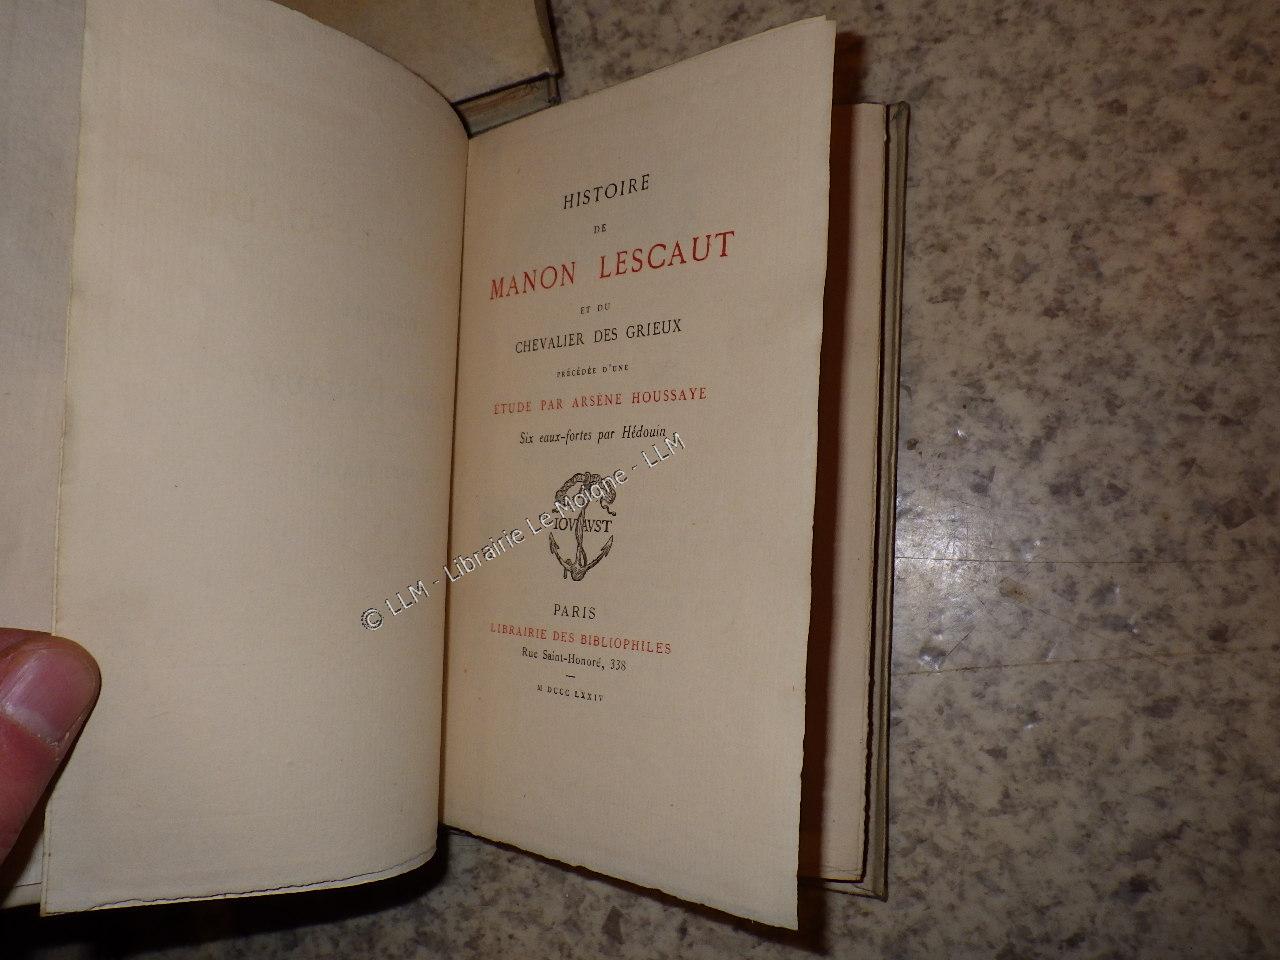 HISTOIRE
DE
MANON LESCAUT
ET DU
CHEVALIER DES GRIEUX
PRÉCÉDÉE D'UNE
ÉTUDE PAR ARSÈNE HOUSSAYE
Six eaux-fortes par Hédouin
IOVAVST
PARIS
LIBRAIRIE DES BIBLIOPHILES
Rue Saint-Honoré, 338
M DCCC LXXIV
© LLM - Librairie Le Moigne - LLM